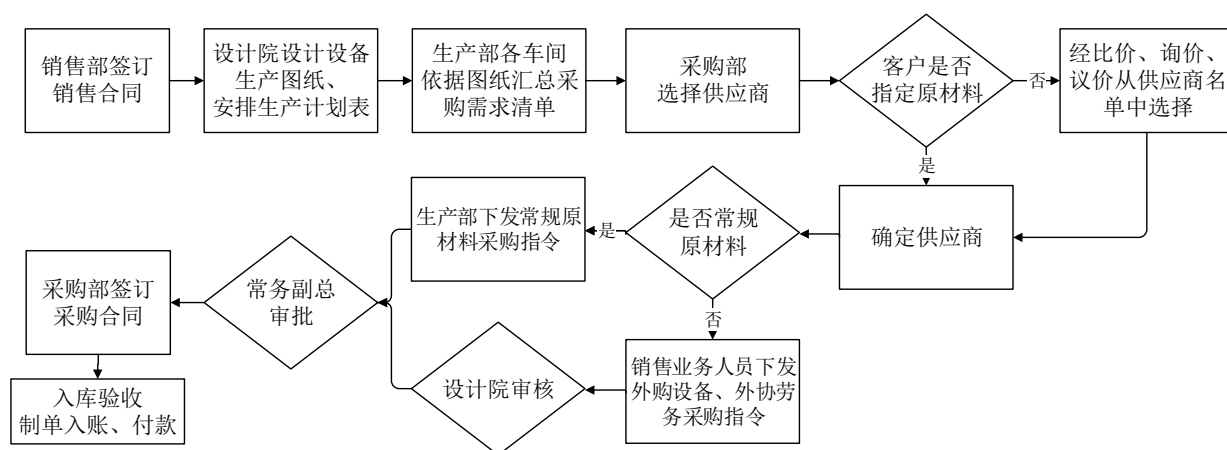 销售部签订
销售合同
设计院设计设备
生产图纸、
安排生产计划表
生产部各车间
依据图纸汇总采
购需求清单
采购部
选择供应商
客户是否
指定原材料
否
经比价、询价、
议价从供应商名
单中选择
是
确定供应商
是否常规
原材料
是
生产部下发常规原
材料采购指令
否
销售业务人员下发
外购设备、外协劳
务采购指令
设计院审核
常务副总
审批
采购部签订
采购合同
入库验收
制单入账、付款